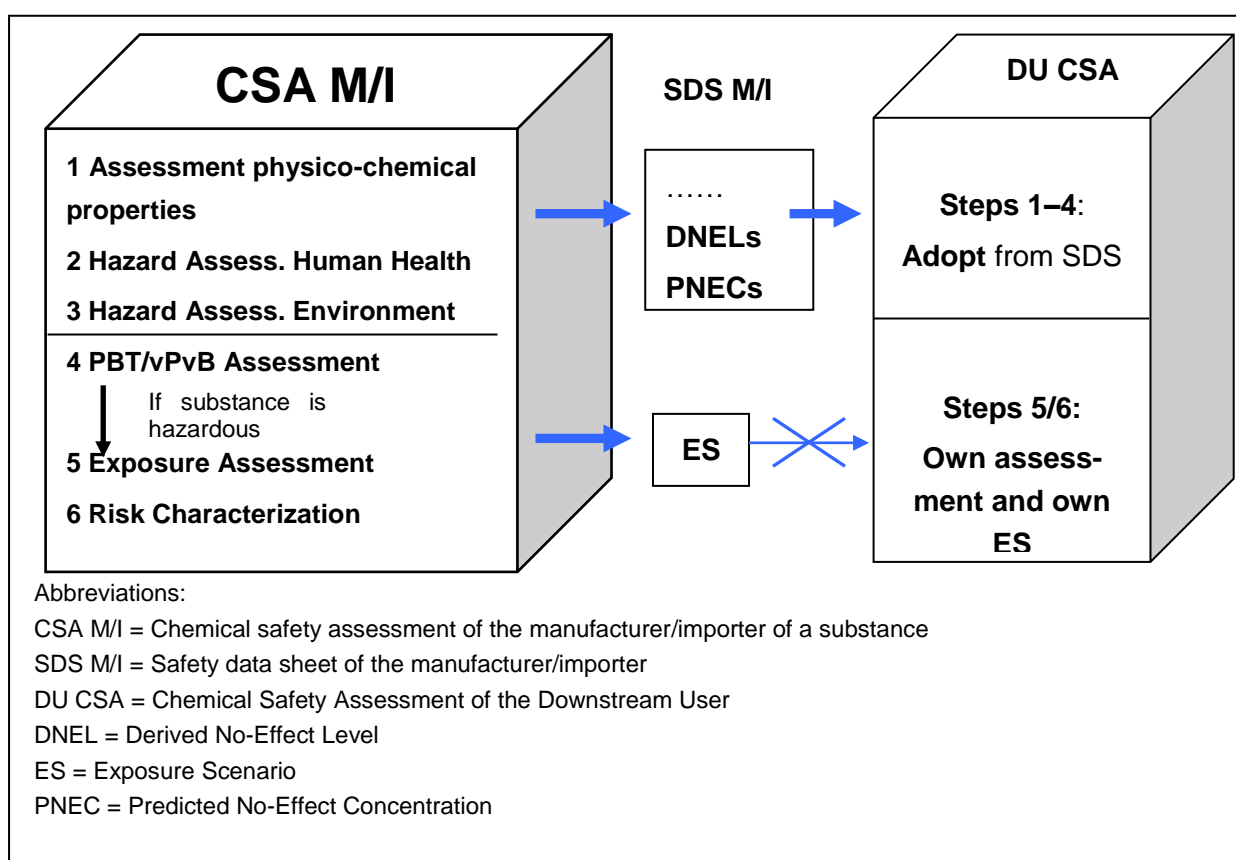 CSA M/I
1 Assessment physico-chemical
properties
2 Hazard Assess. Human Health
3 Hazard Assess. Environment
4 PBT/vPvB Assessment
If substance is
hazardous
5 Exposure Assessment
6 Risk Characterization
SDS M/I
……
DNELs
PNECs
ES
DU CSA
Steps 1–4:
Adopt from SDS
Steps 5/6:
Own assess-
ment and own
ES
Abbreviations:
CSA M/I = Chemical safety assessment of the manufacturer/importer of a substance
SDS M/I = Safety data sheet of the manufacturer/importer
DU CSA = Chemical Safety Assessment of the Downstream User
DNEL = Derived No-Effect Level
ES = Exposure Scenario
PNEC = Predicted No-Effect Concentration